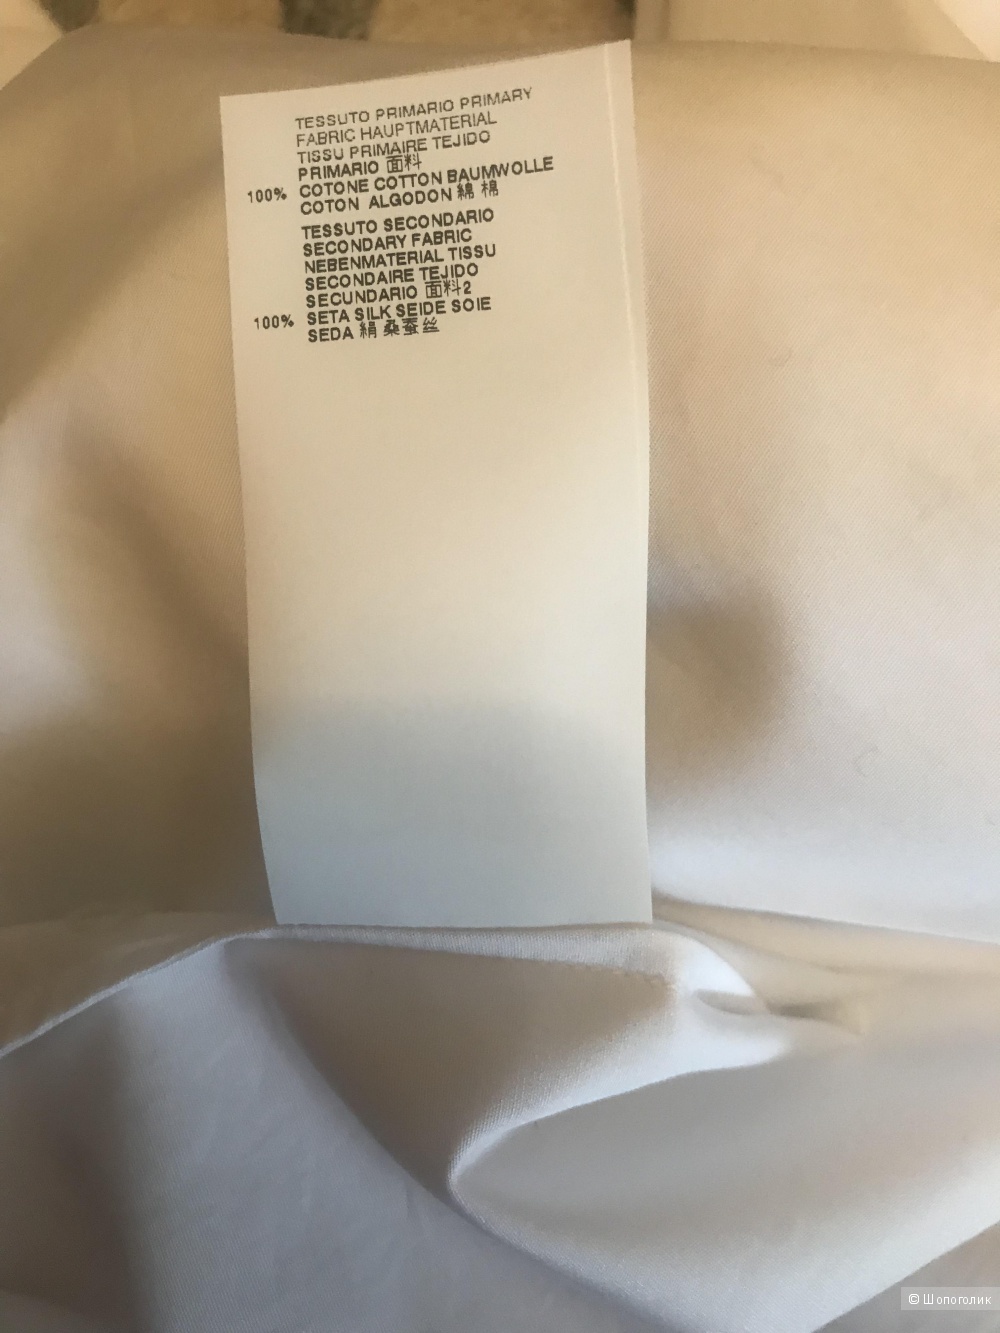 TESSUTO PRIMARIO PRIMARY
FABRIC HAUPTMATERIAL
TISSU PRIMAIRE TEJIDO
PRIMARIO 面料
100% COTONE COTTON BAUMWOLLE
COTON ALGODON 綿 棉
TESSUTO SECONDARIO
SECONDARY FABRIC
NEBENMATERIAL TISSU
SECONDAIRE TEJIDO
SECUNDARIO 面料2
100% SETA SILK SEIDE SOIE
SEDA 絹 桑蚕丝
© Шопоголик